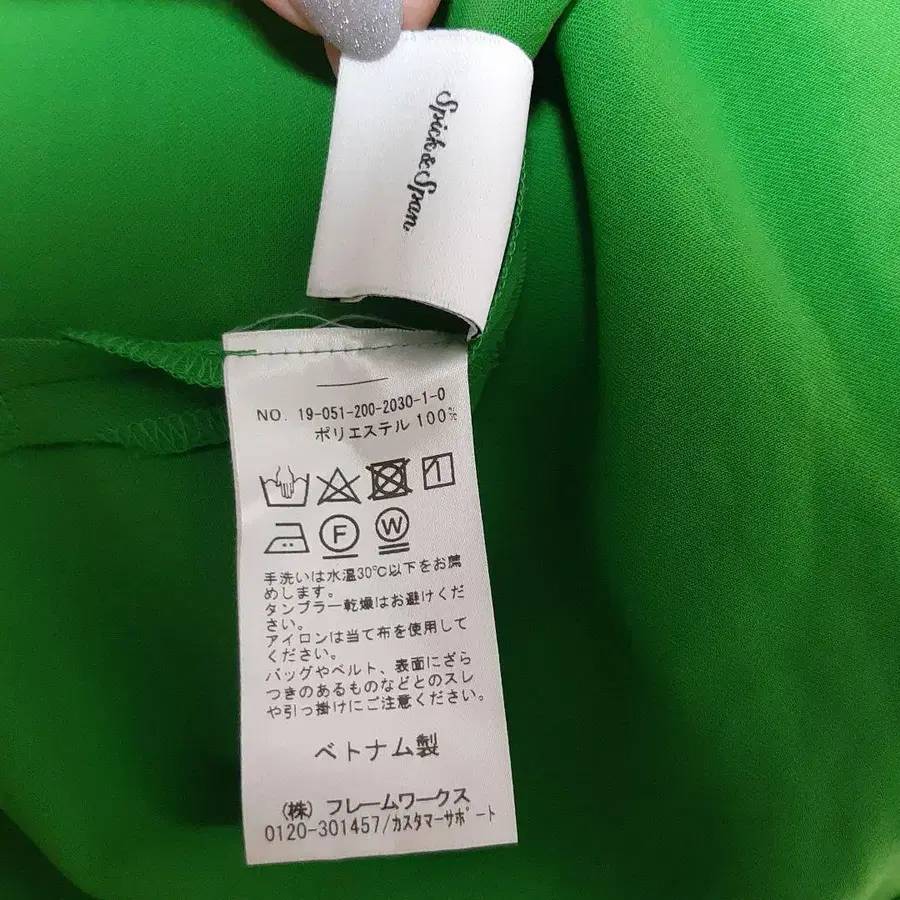 Spick & Span
NO. 19-051-200-2030-1-0
ポリエステル 100%
F W
手洗いは水温30℃以下をお薦
めします。
タンブラー乾燥はお避けくだ
さい。
アイロンは当て布を使用して
ください。
バッグやベルト、表面にざら
つきのあるものなどとのスレ
や引っ掛けにご注意ください。
ベトナム製
(株) フレームワークス
0120-301457/カスタマーサポート